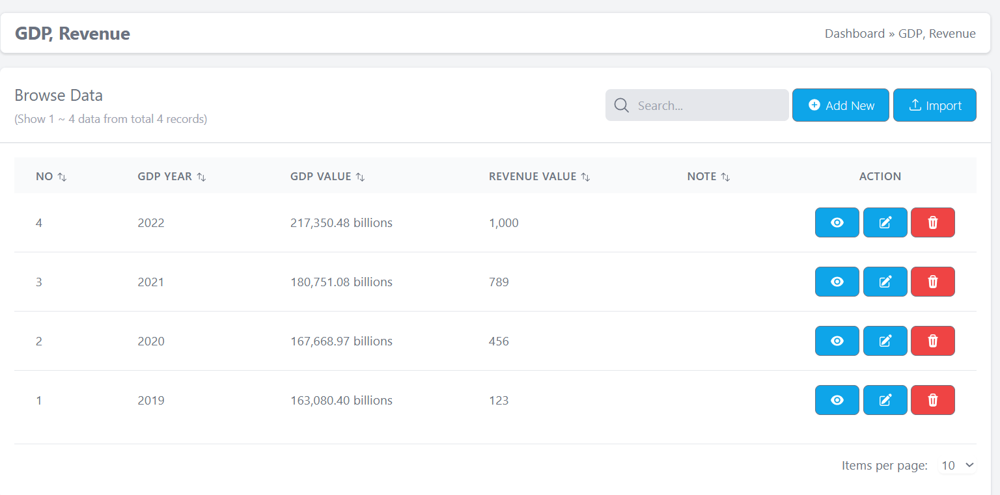 GDP, Revenue
Dashboard » GDP, Revenue
Browse Data
(Show 1 ~ 4 data from total 4 records)
Search...
Add New
Import
NO GDP YEAR GDP VALUE REVENUE VALUE NOTE ACTION
4 2022 217,350.48 billions 1,000
3 2021 180,751.08 billions 789
2 2020 167,668.97 billions 456
1 2019 163,080.40 billions 123
Items per page: 10